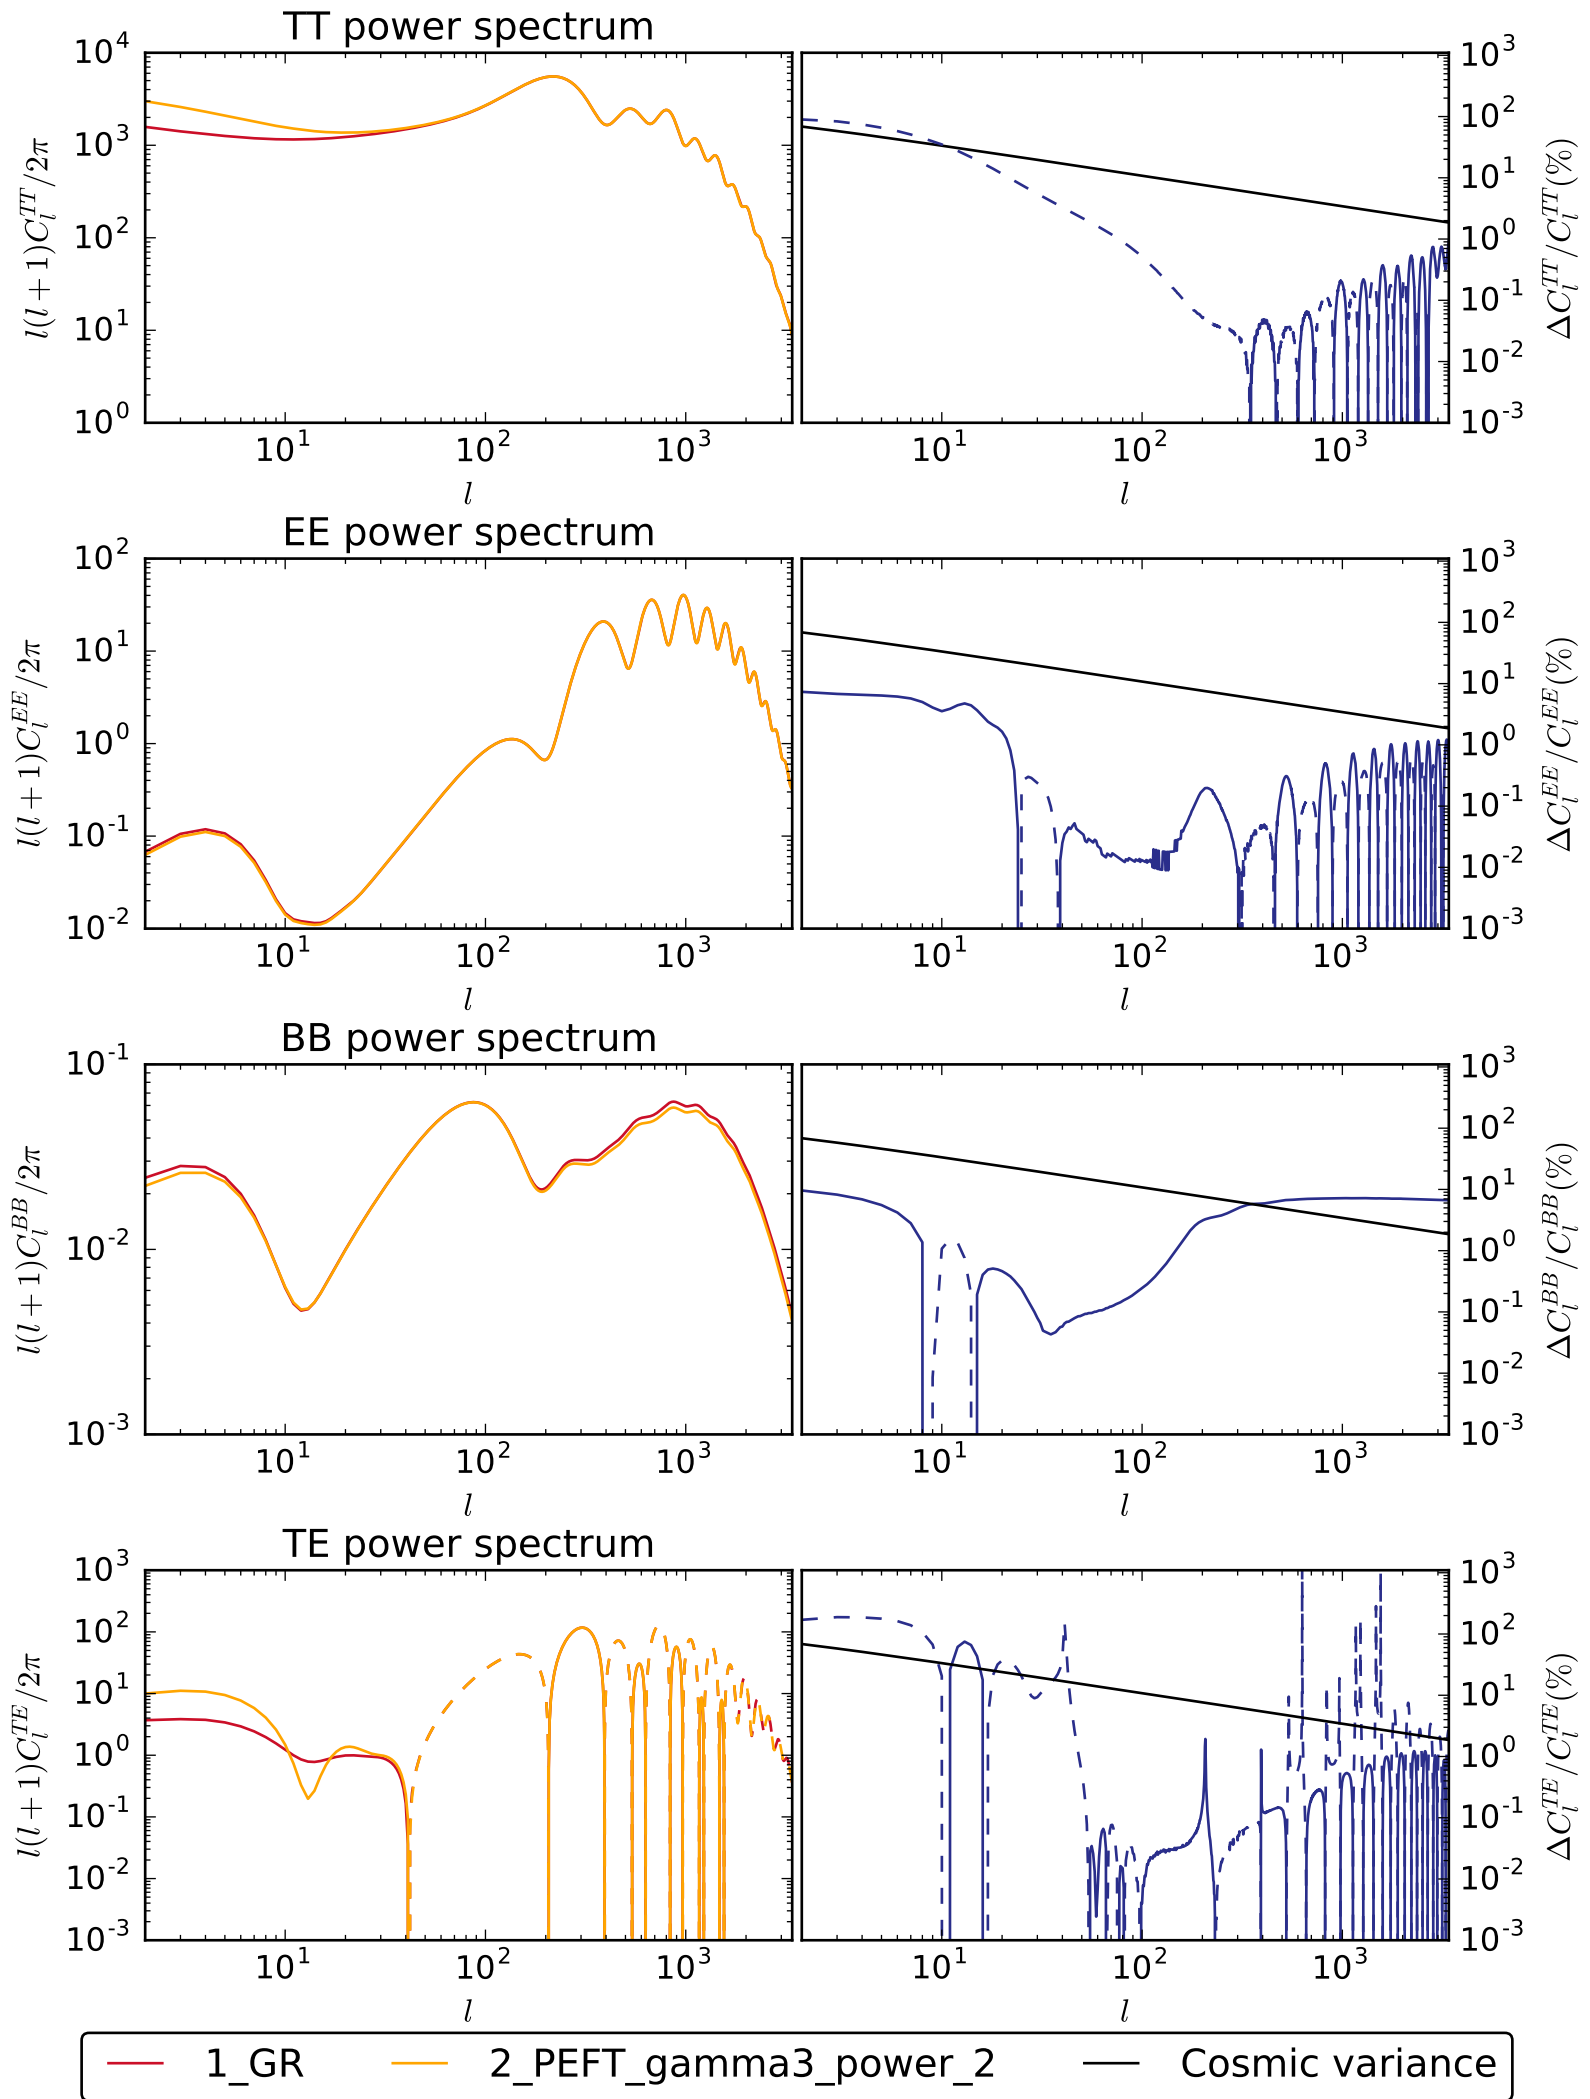 TT power spectrum
10^4
10^3
10^2
10^1
10^0
l(l + 1)C_l^{TT}/2π
10^1 10^2 10^3
l
10^3
10^2
10^1
10^0
10^-1
10^-2
10^-3
ΔC_l^{TT}/C_l^{TT}(%)
10^1 10^2 10^3
l
EE power spectrum
10^2
10^1
10^0
10^-1
10^-2
l(l + 1)C_l^{EE}/2π
10^1 10^2 10^3
l
10^3
10^2
10^1
10^0
10^-1
10^-2
10^-3
ΔC_l^{EE}/C_l^{EE}(%)
10^1 10^2 10^3
l
BB power spectrum
10^-1
10^-2
10^-3
l(l + 1)C_l^{BB}/2π
10^1 10^2 10^3
l
10^3
10^2
10^1
10^0
10^-1
10^-2
10^-3
ΔC_l^{BB}/C_l^{BB}(%)
10^1 10^2 10^3
l
TE power spectrum
10^3
10^2
10^1
10^0
10^-1
10^-2
10^-3
l(l + 1)C_l^{TE}/2π
10^1 10^2 10^3
l
10^3
10^2
10^1
10^0
10^-1
10^-2
10^-3
ΔC_l^{TE}/C_l^{TE}(%)
10^1 10^2 10^3
l
1_GR 2_PEFT_gamma3_power_2 Cosmic variance